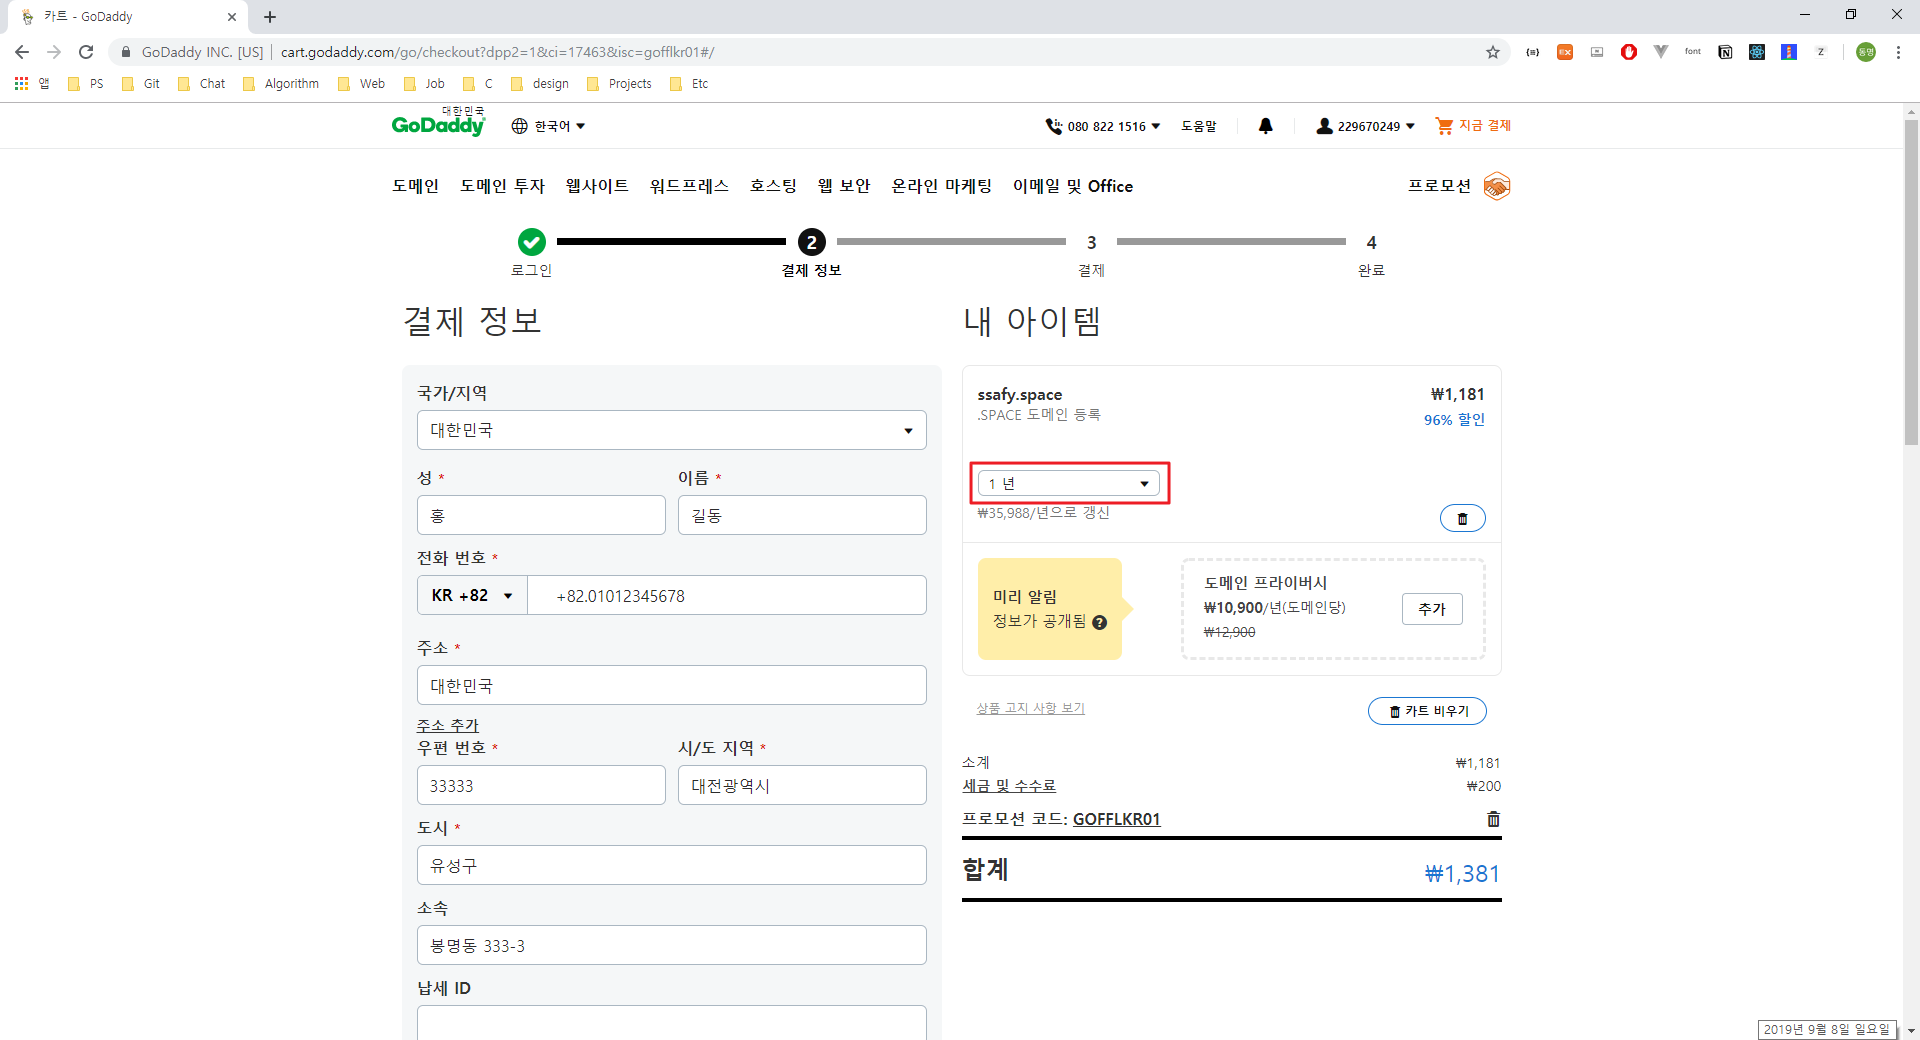 카트 - GoDaddy
GoDaddy INC. [US] | cart.godaddy.com/go/checkout?dpp2=1&ci=17463&isc=gofflkr01#/
font
Z
동명
앱 PS Git Chat Algorithm Web Job C design Projects Etc
대한민국
GoDaddy
한국어
080 822 1516
도움말
229670249
지금 결제
도메인 도메인 투자 웹사이트 워드프레스 호스팅 웹 보안 온라인 마케팅 이메일 및 Office
프로모션
2 3 4
로그인 결제 정보 결제 완료
결제 정보
국가/지역
대한민국
성 * 이름 *
홍 길동
전화 번호 *
KR +82 +82.01012345678
주소 *
대한민국
주소 추가
우편 번호 * 시/도 지역 *
33333 대전광역시
도시 *
유성구
소속
봉명동 333-3
납세 ID
내 아이템
ssafy.space ₩1,181
.SPACE 도메인 등록 96% 할인
1 년
₩35,988/년으로 갱신
미리 알림
정보가 공개됨 ?
도메인 프라이버시
₩10,900/년(도메인당)
₩12,900
추가
상품 고지 사항 보기
카트 비우기
소계 ₩1,181
세금 및 수수료 ₩200
프로모션 코드: GOFFLKR01
합계 ₩1,381
2019년 9월 8일 일요일